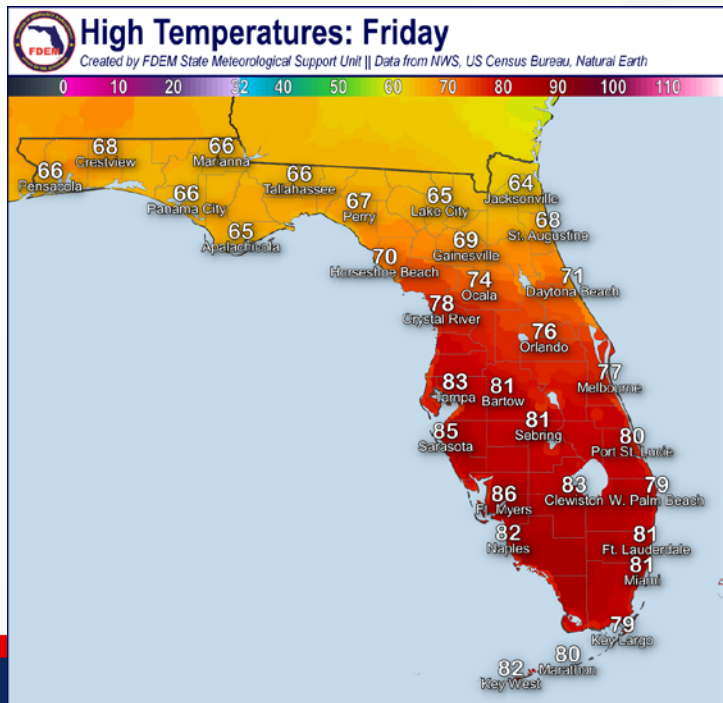 FDEM
High Temperatures: Friday
Created by FDEM State Meteorological Support Unit || Data from NWS, US Census Bureau, Natural Earth
0 10 20 32 40 50 60 70 80 90 100 110
68
Crestview
66
Marianna
66
Pensacola
66
Tallahassee
66
Panama City
67
Perry
65
Lake City
64
Jacksonville
65
Apalachicola
68
St. Augustine
69
Gainesville
70
Horseshoe Beach
74
Ocala
71
Daytona Beach
78
Crystal River
76
Orlando
77
Melbourne
83
Tampa
81
Bartow
81
Sebring
85
Sarasota
80
Port St. Lucie
86
Ft. Myers
83
Clewiston
79
W. Palm Beach
82
Naples
81
Ft. Lauderdale
81
Miami
79
Key Largo
80
Marathon
82
Key West